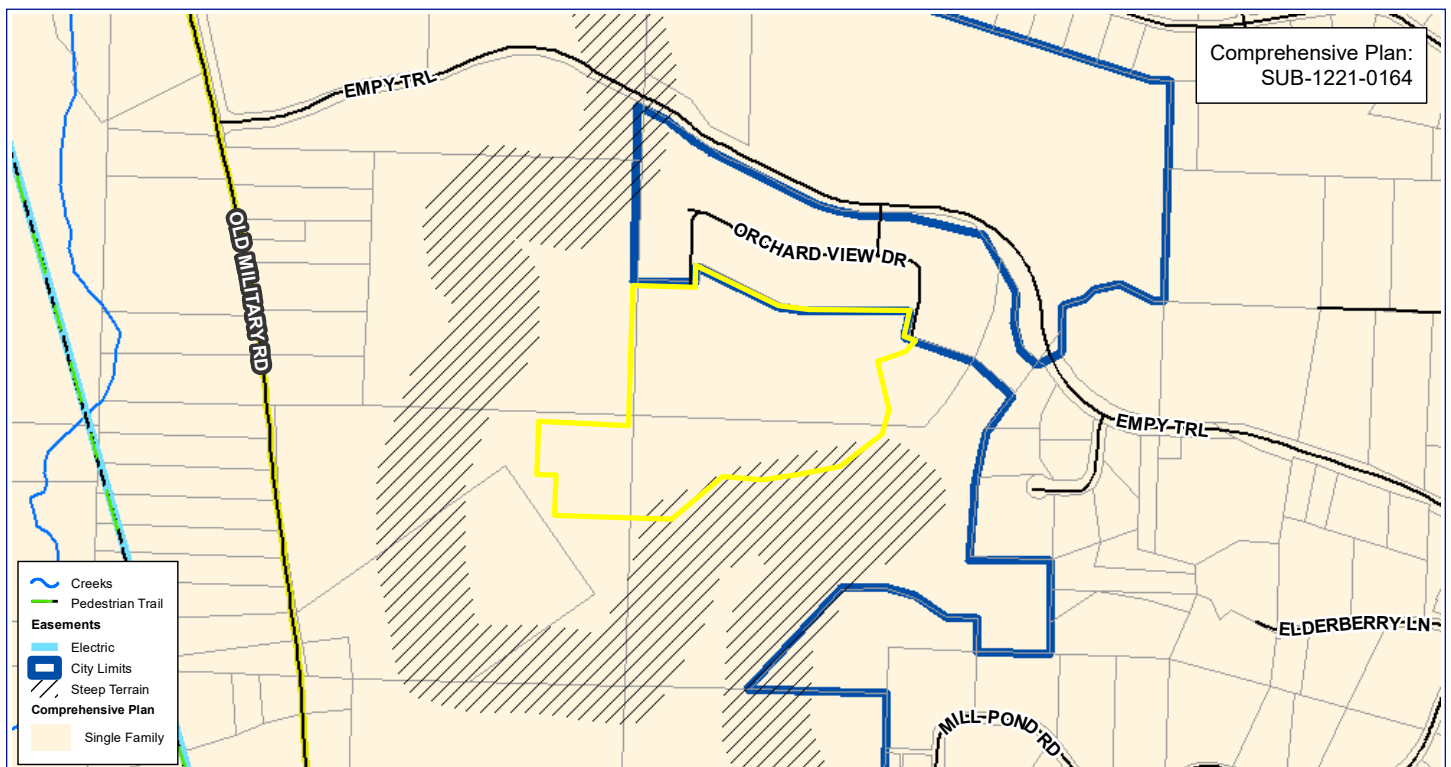 Comprehensive Plan:
SUB-1221-0164
EMPY TRL
OLD MILITARY RD
ORCHARD VIEW DR
EMPY TRL
ELDERBERRY LN
MILL POND RD
Creeks
Pedestrian Trail
Easements
Electric
City Limits
Steep Terrain
Comprehensive Plan
Single Family